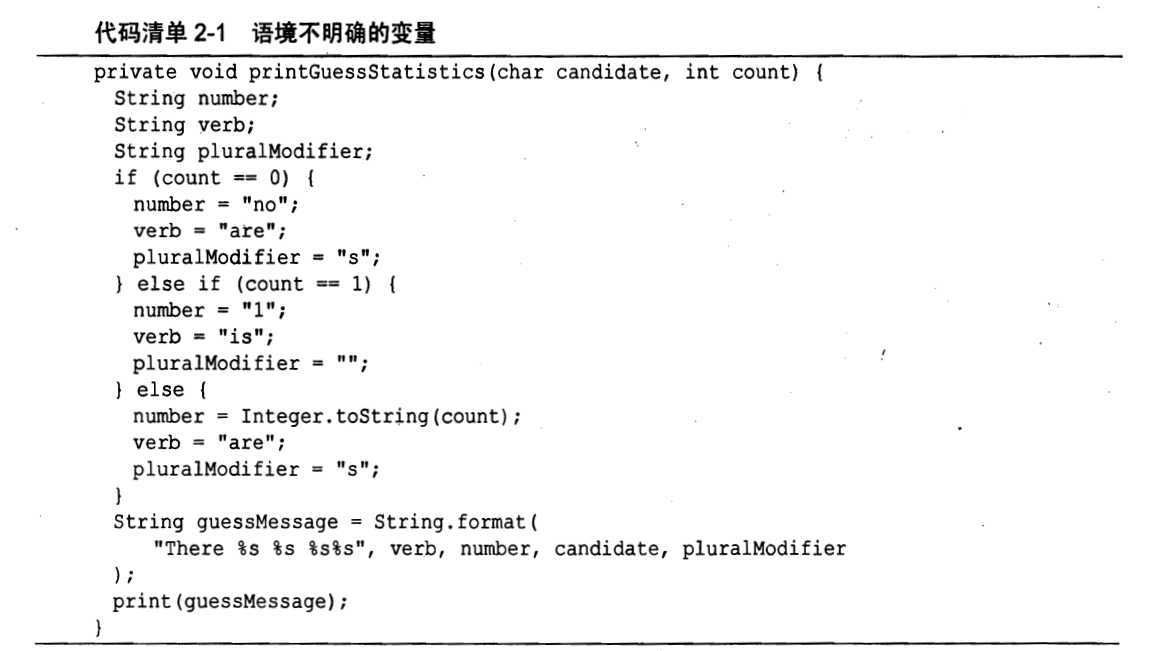 代码清单 2-1 语境不明确的变量
private void printGuessStatistics(char candidate, int count) {
String number;
String verb;
String pluralModifier;
if (count == 0) {
number = "no";
verb = "are";
pluralModifier = "s";
} else if (count == 1) {
number = "1";
verb = "is";
pluralModifier = "";
} else {
number = Integer.toString(count);
verb = "are";
pluralModifier = "s";
}
String guessMessage = String.format(
"There %s %s %s%s", verb, number, candidate, pluralModifier
);
print(guessMessage);
}